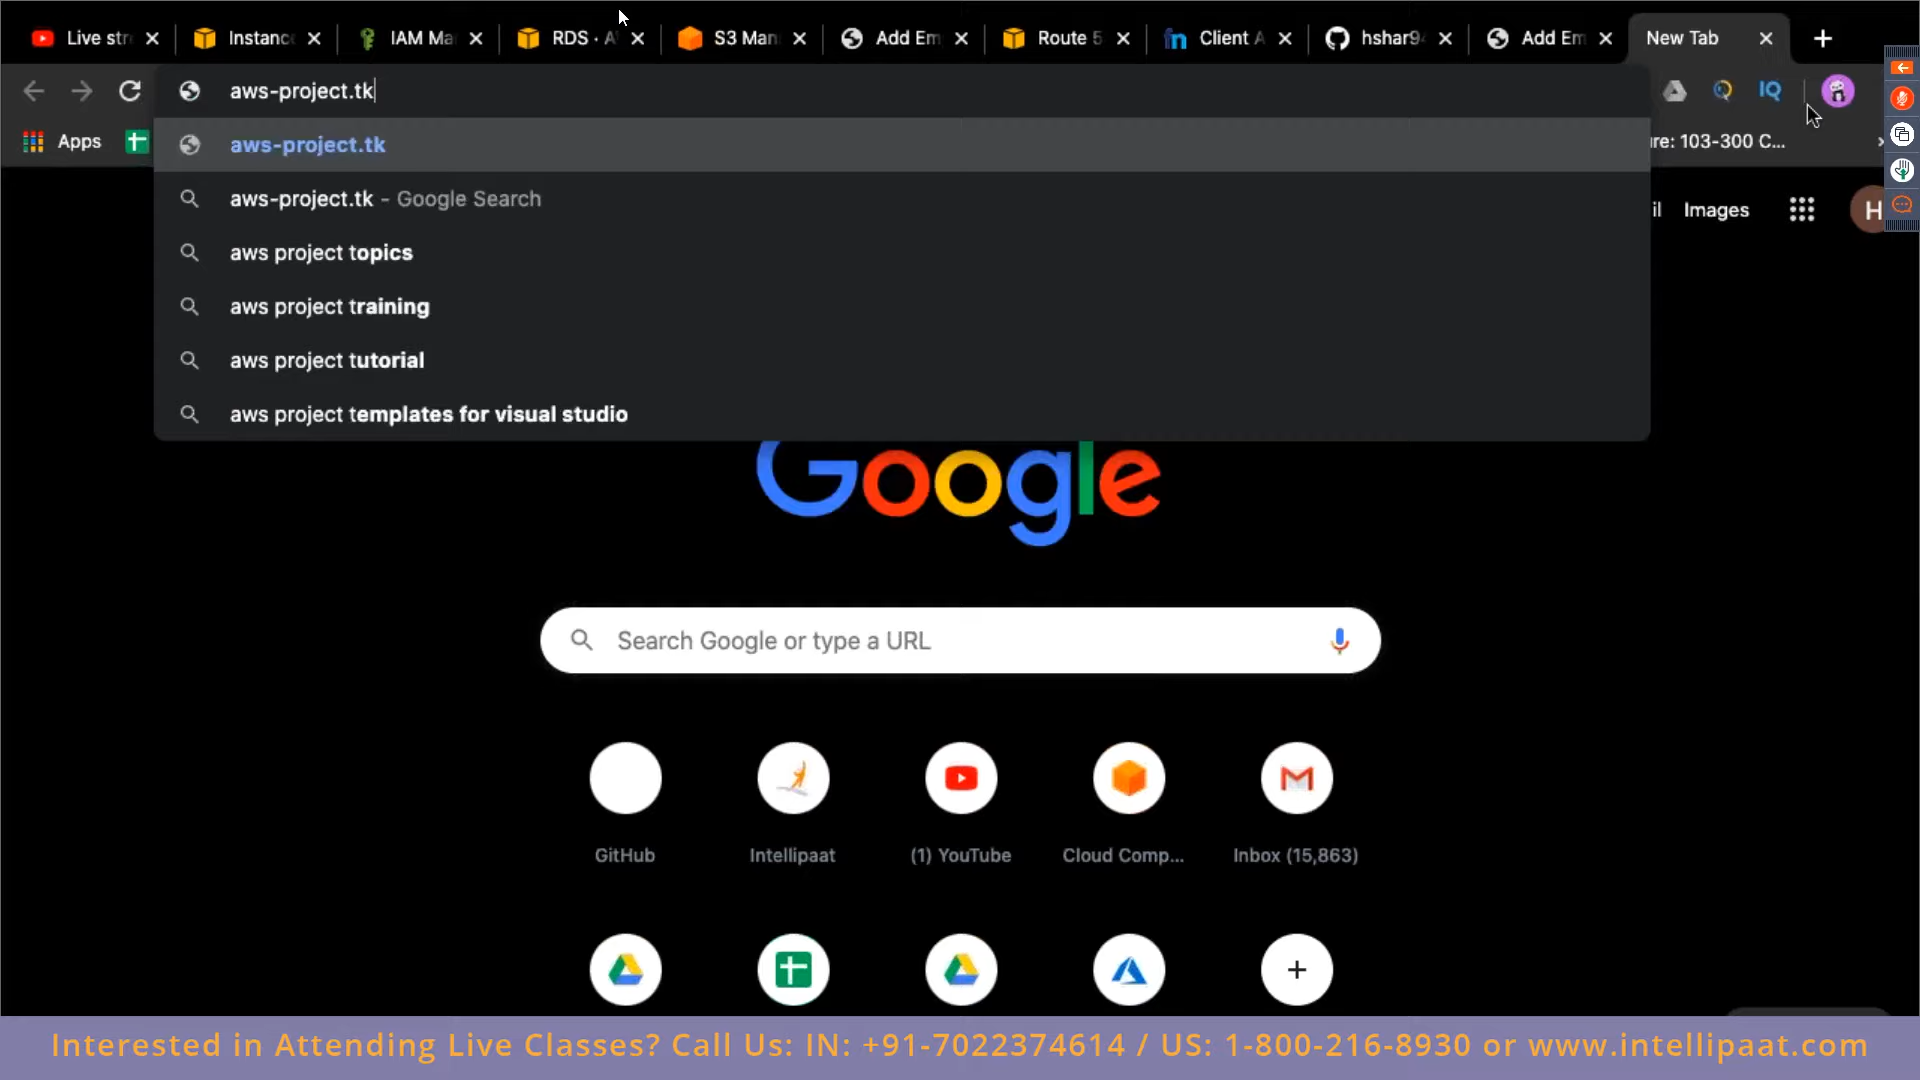 Live str
Instanc
IAM Ma
RDS · A
S3 Man
Add Em
Route 5
Client A
hshar9
Add Em
New Tab
aws-project.tk
Apps
aws-project.tk
re: 103-300 C...
aws-project.tk - Google Search
il Images
H
aws project topics
aws project training
aws project tutorial
aws project templates for visual studio
Google
Search Google or type a URL
GitHub
Intellipaat
(1) YouTube
Cloud Comp...
Inbox (15,863)
Interested in Attending Live Classes? Call Us: IN: +91-7022374614 / US: 1-800-216-8930 or www.intellipaat.com